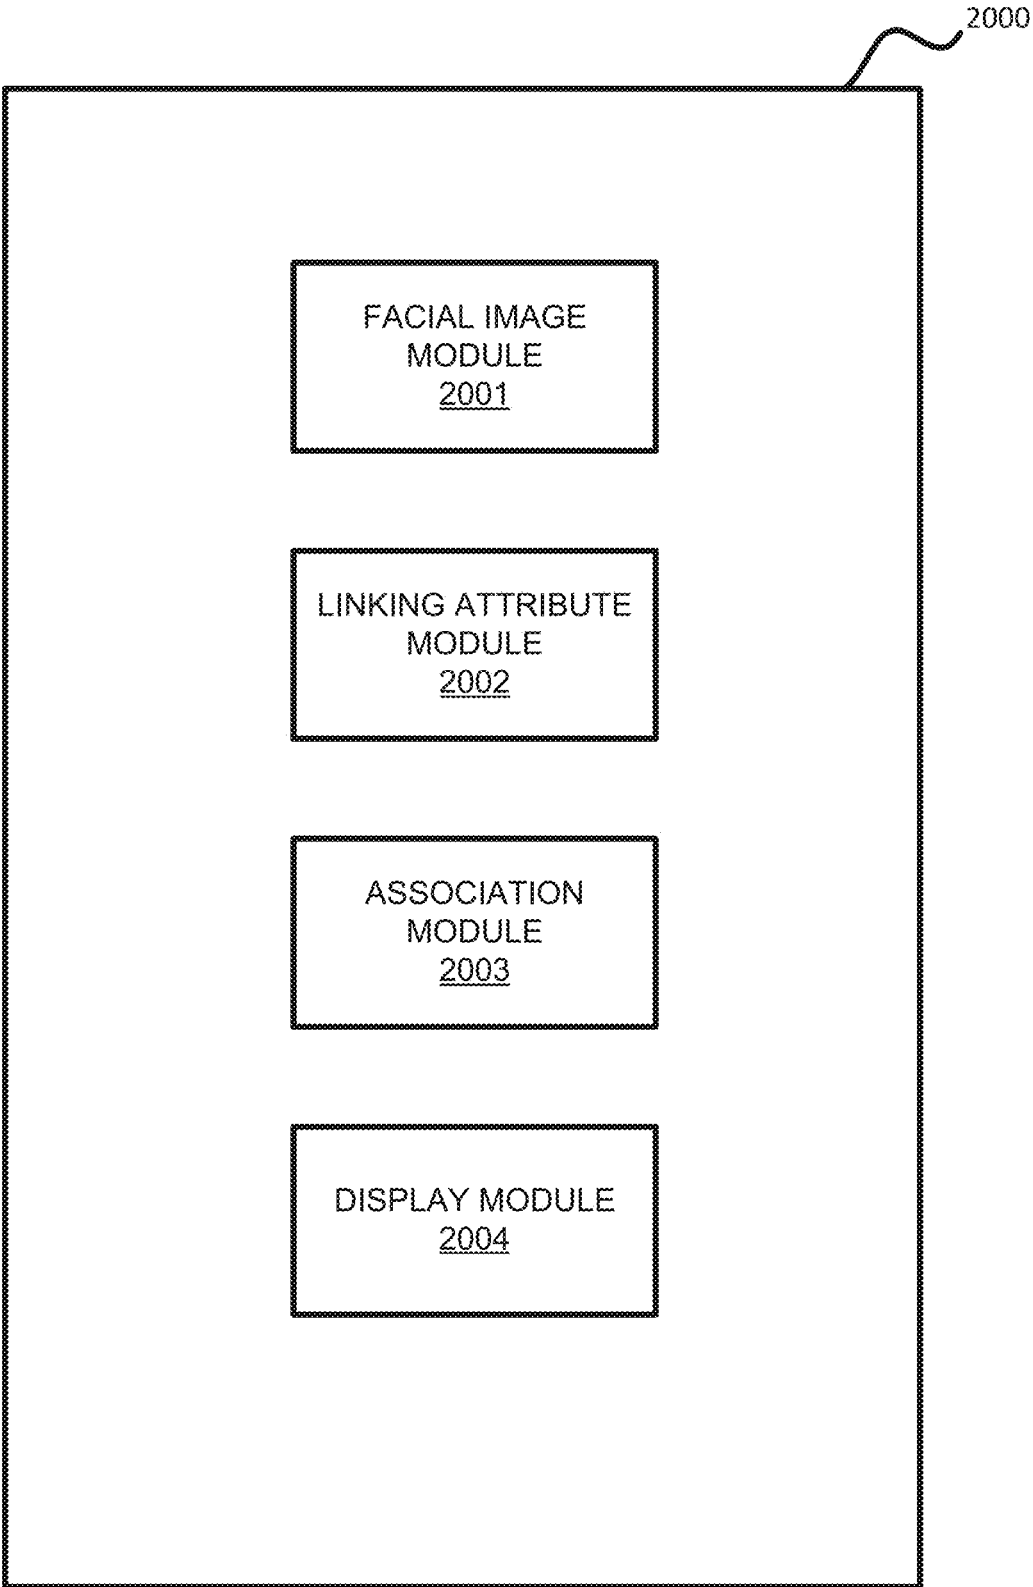 2000
FACIAL IMAGE
MODULE
2001
LINKING ATTRIBUTE
MODULE
2002
ASSOCIATION
MODULE
2003
DISPLAY MODULE
2004